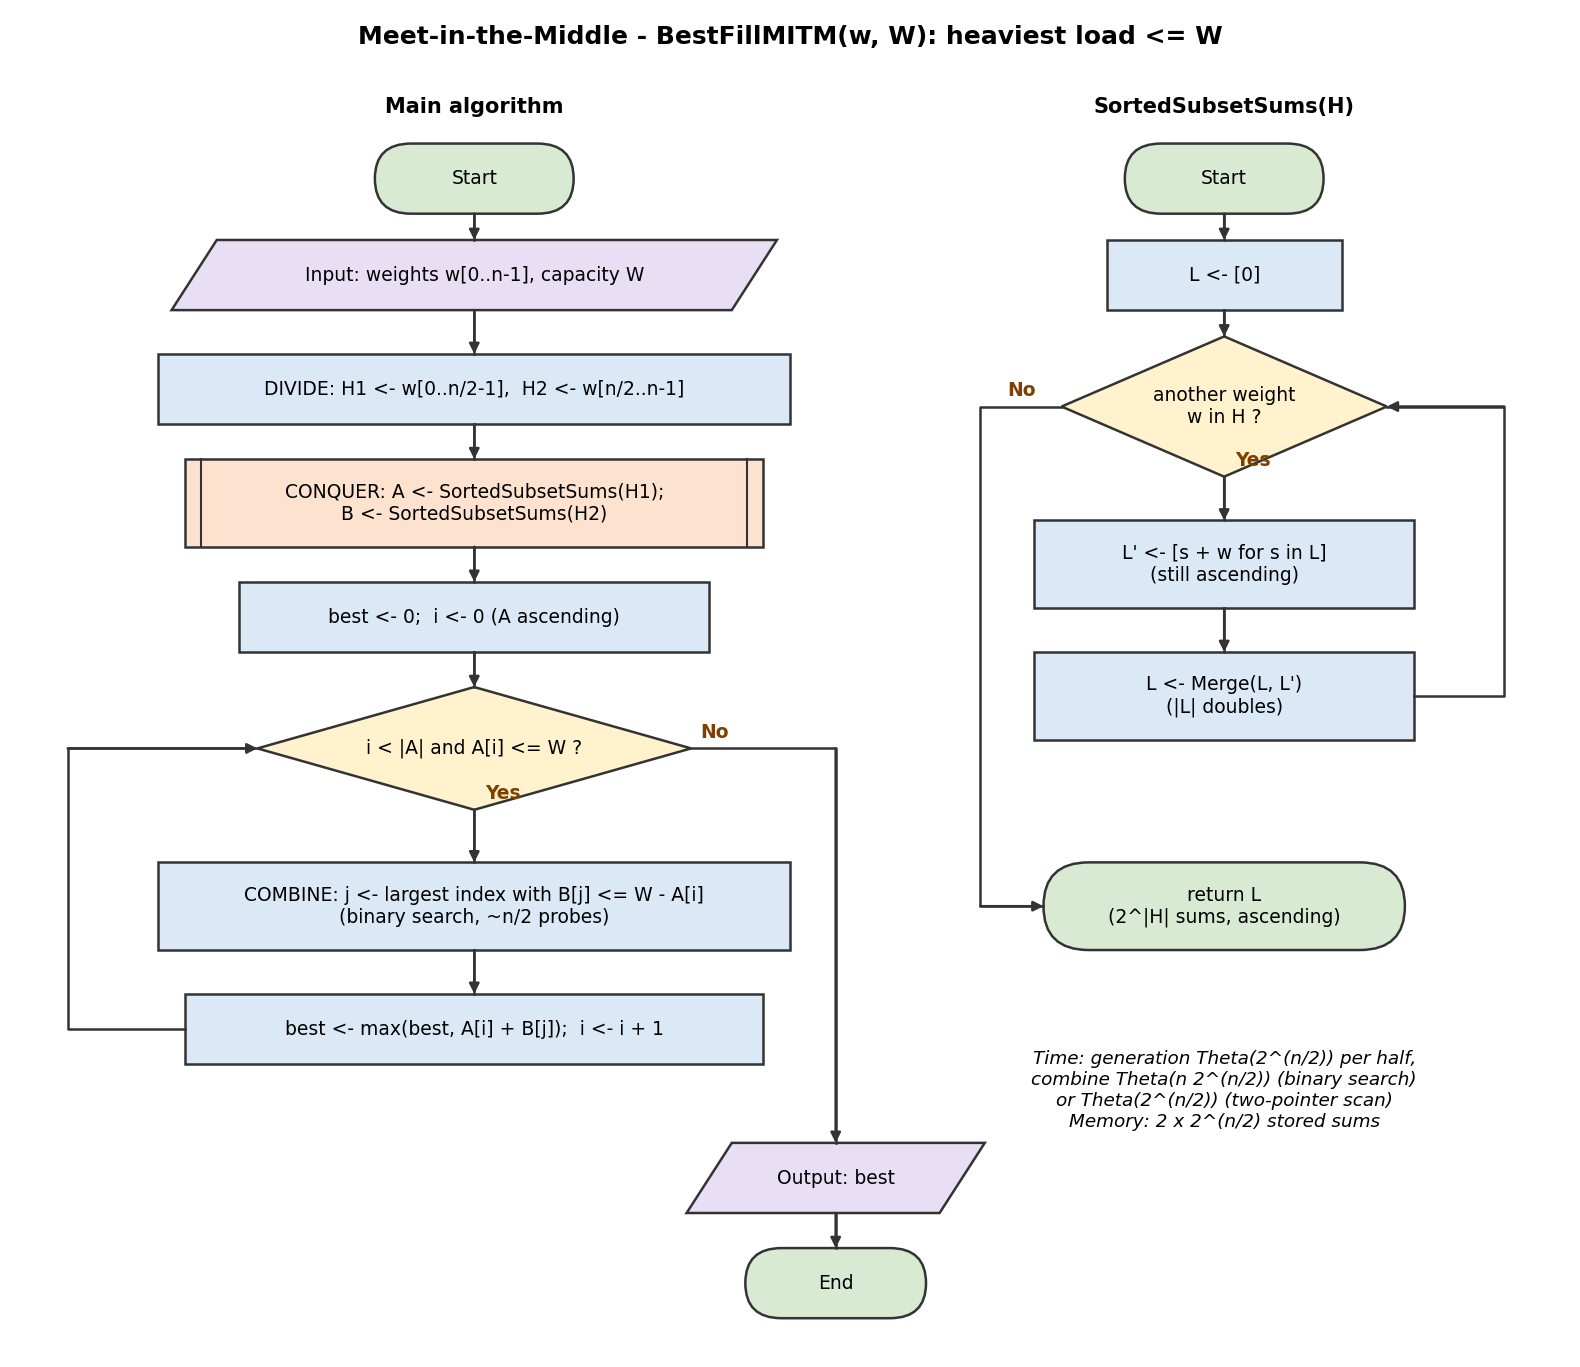 Meet-in-the-Middle - BestFillMITM(w, W): heaviest load <= W
Main algorithm
Start
Input: weights w[0..n-1], capacity W
DIVIDE: H1 <- w[0..n/2-1],  H2 <- w[n/2..n-1]
CONQUER: A <- SortedSubsetSums(H1);
B <- SortedSubsetSums(H2)
best <- 0;  i <- 0 (A ascending)
i < |A| and A[i] <= W ?
No
Yes
COMBINE: j <- largest index with B[j] <= W - A[i]
(binary search, ~n/2 probes)
best <- max(best, A[i] + B[j]);  i <- i + 1
Output: best
End
SortedSubsetSums(H)
Start
L <- [0]
another weight
w in H ?
No
Yes
L' <- [s + w for s in L]
(still ascending)
L <- Merge(L, L')
(|L| doubles)
return L
(2^|H| sums, ascending)
Time: generation Theta(2^(n/2)) per half,
combine Theta(n 2^(n/2)) (binary search)
or Theta(2^(n/2)) (two-pointer scan)
Memory: 2 x 2^(n/2) stored sums